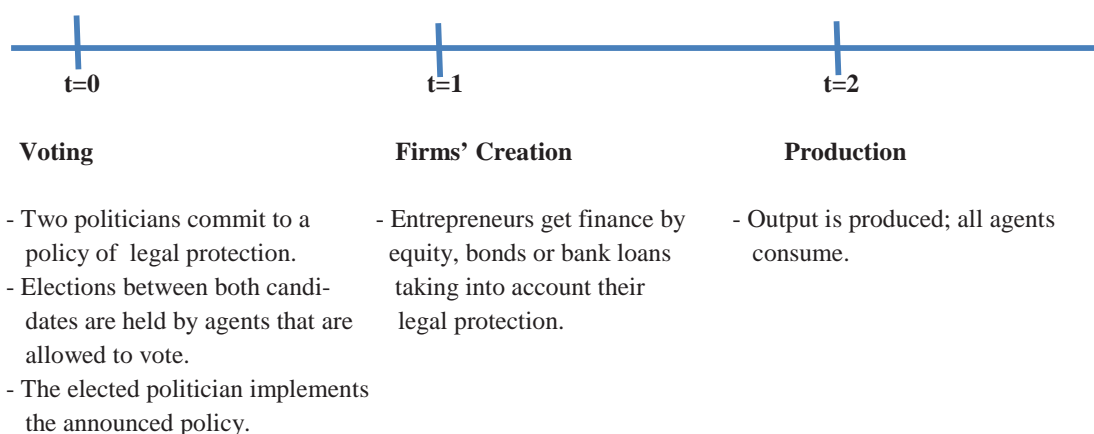 t=0
t=1
t=2
Voting
Firms’ Creation
Production
- Two politicians commit to a
policy of legal protection.
- Elections between both candi-
dates are held by agents that are
allowed to vote.
- The elected politician implements
the announced policy.
- Entrepreneurs get finance by
equity, bonds or bank loans
taking into account their
legal protection.
- Output is produced; all agents
consume.